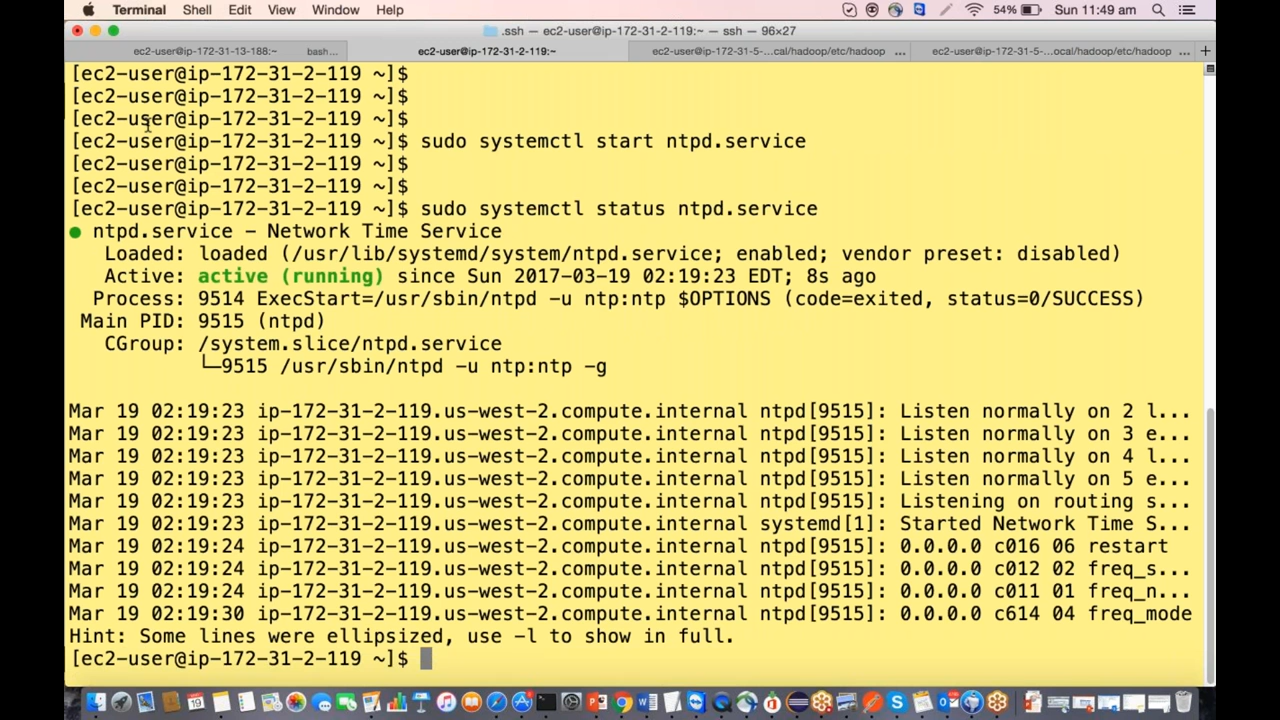 Terminal Shell Edit View Window Help 54% Sun 11:49 am
.ssh — ec2-user@ip-172-31-2-119:~ — ssh — 96×27
ec2-user@ip-172-31-13-188:~ bash... ec2-user@ip-172-31-2-119:~ ec2-user@ip-172-31-5-...cal/hadoop/etc/hadoop ... ec2-user@ip-172-31-5-...ocal/hadoop/etc/hadoop ... +
[ec2-user@ip-172-31-2-119 ~]$
[ec2-user@ip-172-31-2-119 ~]$
[ec2-user@ip-172-31-2-119 ~]$
[ec2-user@ip-172-31-2-119 ~]$ sudo systemctl start ntpd.service
[ec2-user@ip-172-31-2-119 ~]$
[ec2-user@ip-172-31-2-119 ~]$
[ec2-user@ip-172-31-2-119 ~]$ sudo systemctl status ntpd.service
● ntpd.service - Network Time Service
Loaded: loaded (/usr/lib/systemd/system/ntpd.service; enabled; vendor preset: disabled)
Active: active (running) since Sun 2017-03-19 02:19:23 EDT; 8s ago
Process: 9514 ExecStart=/usr/sbin/ntpd -u ntp:ntp $OPTIONS (code=exited, status=0/SUCCESS)
Main PID: 9515 (ntpd)
CGroup: /system.slice/ntpd.service
└─9515 /usr/sbin/ntpd -u ntp:ntp -g
Mar 19 02:19:23 ip-172-31-2-119.us-west-2.compute.internal ntpd[9515]: Listen normally on 2 l...
Mar 19 02:19:23 ip-172-31-2-119.us-west-2.compute.internal ntpd[9515]: Listen normally on 3 e...
Mar 19 02:19:23 ip-172-31-2-119.us-west-2.compute.internal ntpd[9515]: Listen normally on 4 l...
Mar 19 02:19:23 ip-172-31-2-119.us-west-2.compute.internal ntpd[9515]: Listen normally on 5 e...
Mar 19 02:19:23 ip-172-31-2-119.us-west-2.compute.internal ntpd[9515]: Listening on routing s...
Mar 19 02:19:23 ip-172-31-2-119.us-west-2.compute.internal systemd[1]: Started Network Time S...
Mar 19 02:19:24 ip-172-31-2-119.us-west-2.compute.internal ntpd[9515]: 0.0.0.0 c016 06 restart
Mar 19 02:19:24 ip-172-31-2-119.us-west-2.compute.internal ntpd[9515]: 0.0.0.0 c012 02 freq_s...
Mar 19 02:19:24 ip-172-31-2-119.us-west-2.compute.internal ntpd[9515]: 0.0.0.0 c011 01 freq_n...
Mar 19 02:19:30 ip-172-31-2-119.us-west-2.compute.internal ntpd[9515]: 0.0.0.0 c614 04 freq_mode
Hint: Some lines were ellipsized, use -l to show in full.
[ec2-user@ip-172-31-2-119 ~]$